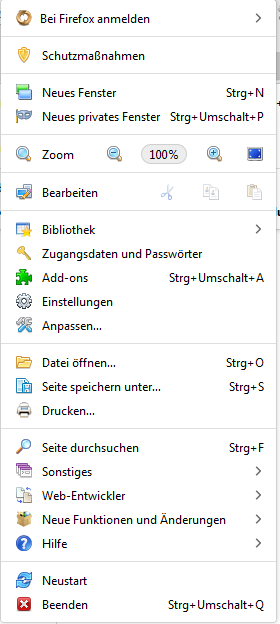 Bei Firefox anmelden
Schutzmaßnahmen
Neues Fenster Strg+N
Neues privates Fenster Strg+Umschalt+P
Zoom 100%
Bearbeiten
Bibliothek
Zugangsdaten und Passwörter
Add-ons Strg+Umschalt+A
Einstellungen
Anpassen...
Datei öffnen... Strg+O
Seite speichern unter... Strg+S
Drucken...
Seite durchsuchen Strg+F
Sonstiges
Web-Entwickler
Neue Funktionen und Änderungen
Hilfe
Neustart
Beenden Strg+Umschalt+Q